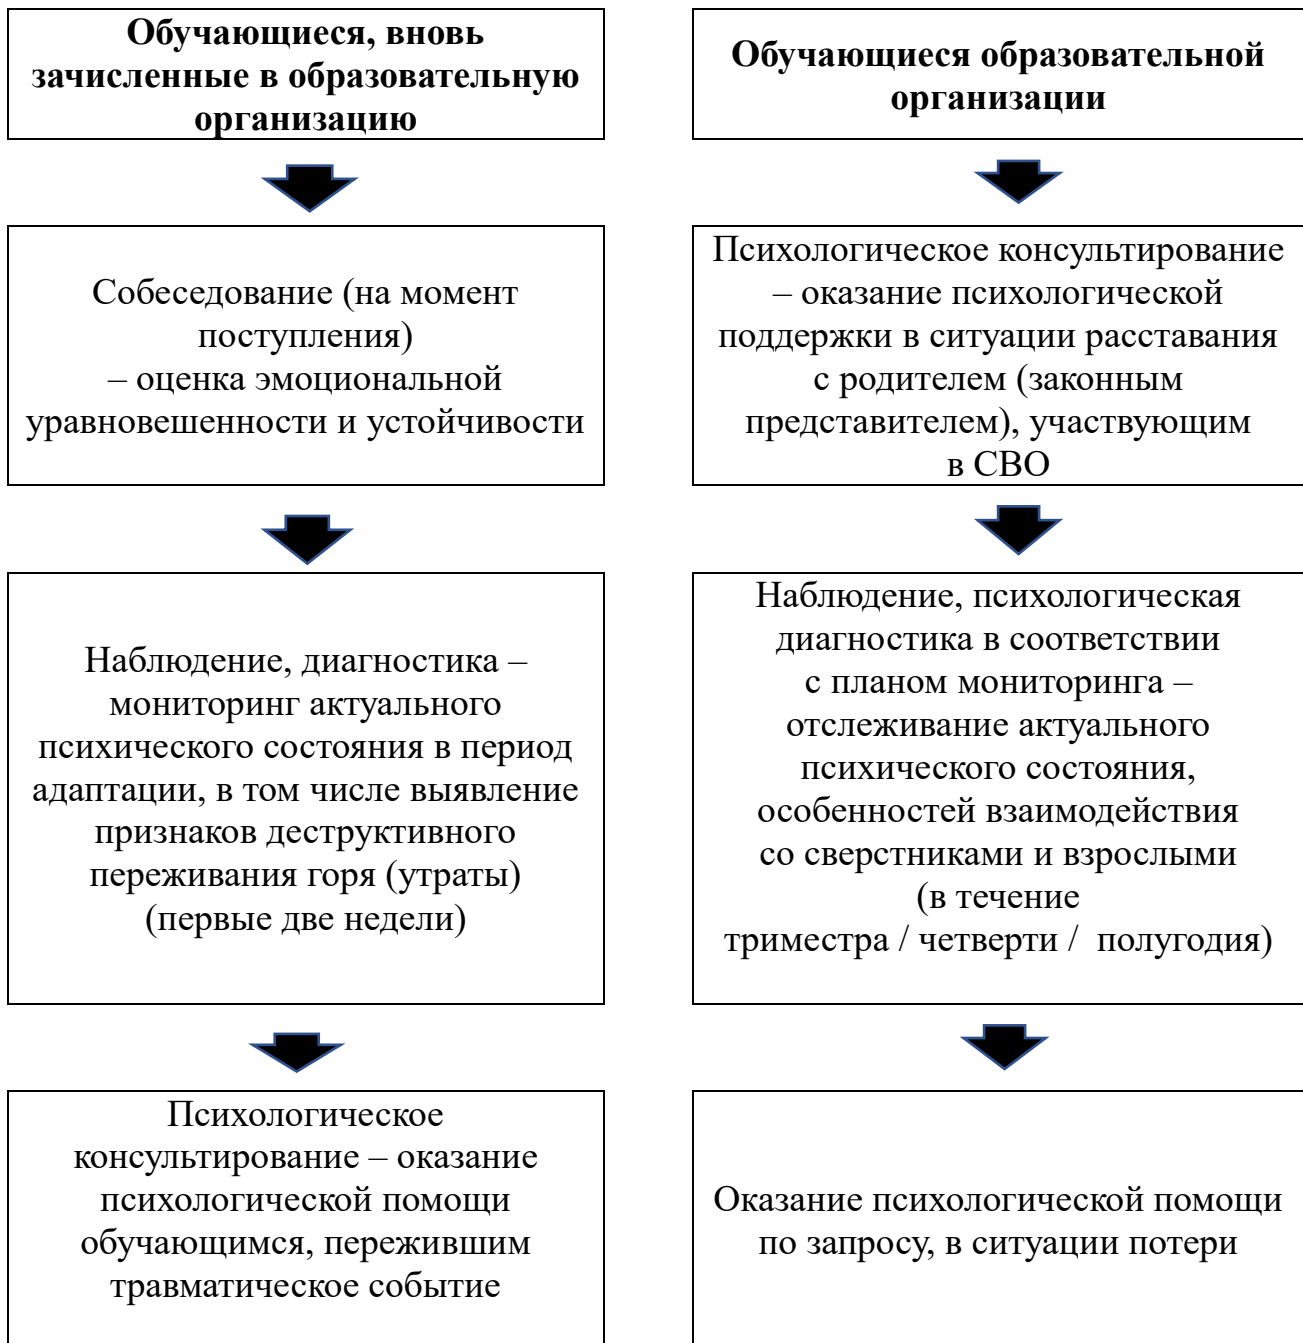 Обучающиеся, вновь
зачисленные в образовательную
организацию
Обучающиеся образовательной
организации
Собеседование (на момент
поступления)
– оценка эмоциональной
уравновешенности и устойчивости
Психологическое консультирование
– оказание психологической
поддержки в ситуации расставания
с родителем (законным
представителем), участвующим
в СВО
Наблюдение, диагностика –
мониторинг актуального
психического состояния в период
адаптации, в том числе выявление
признаков деструктивного
переживания горя (утраты)
(первые две недели)
Наблюдение, психологическая
диагностика в соответствии
с планом мониторинга –
отслеживание актуального
психического состояния,
особенностей взаимодействия
со сверстниками и взрослыми
(в течение
триместра / четверти / полугодия)
Психологическое
консультирование – оказание
психологической помощи
обучающимся, пережившим
травматическое событие
Оказание психологической помощи
по запросу, в ситуации потери